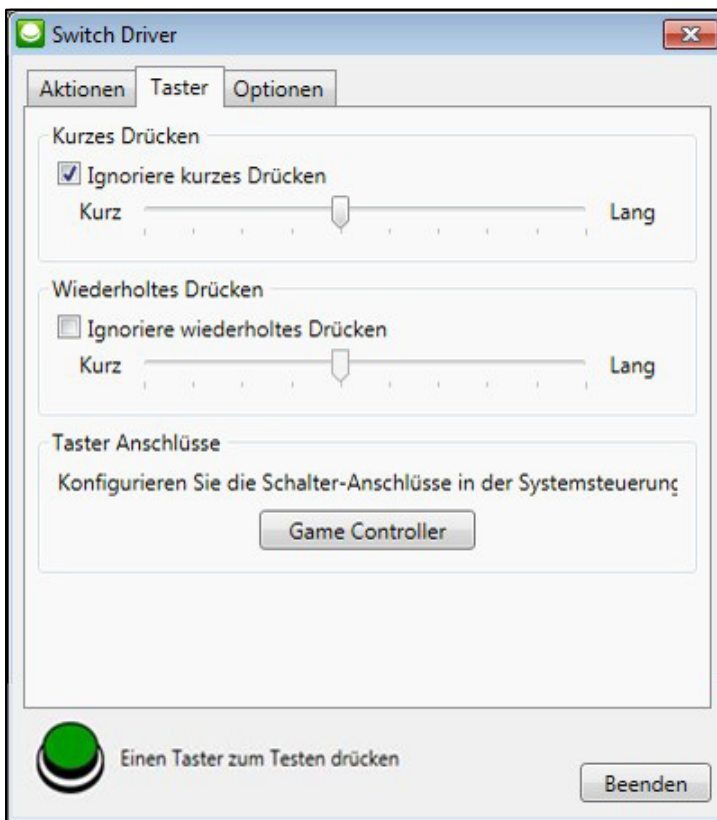 Switch Driver
Aktionen Taster Optionen
Kurzes Drücken
Ignoriere kurzes Drücken
Kurz Lang
Wiederholtes Drücken
Ignoriere wiederholtes Drücken
Kurz Lang
Taster Anschlüsse
Konfigurieren Sie die Schalter-Anschlüsse in der Systemsteuerung
Game Controller
Einen Taster zum Testen drücken
Beenden